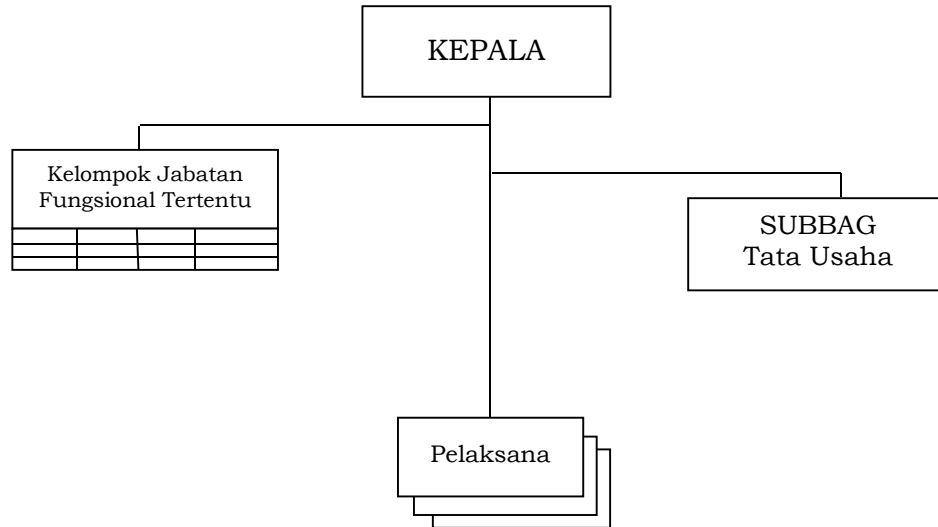 KEPALA
Kelompok Jabatan
Fungsional Tertentu
SUBBAG
Tata Usaha
Pelaksana